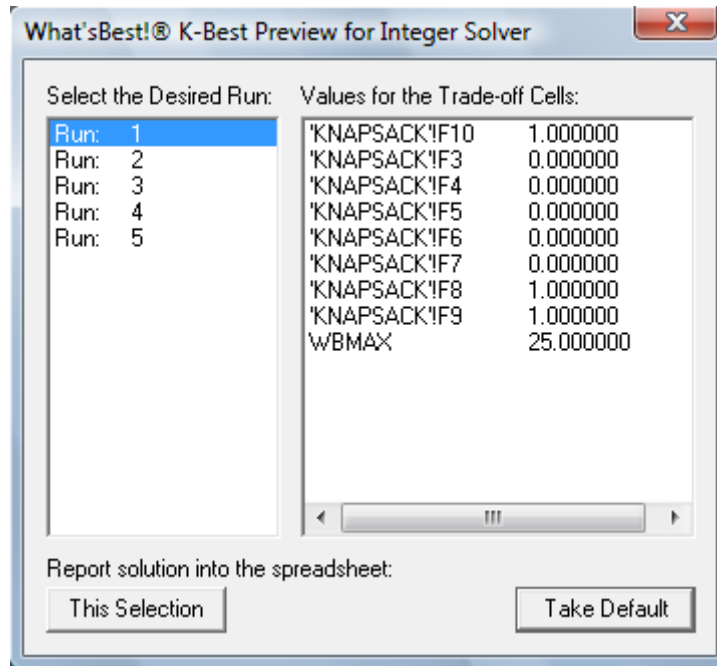 What'sBest!® K-Best Preview for Integer Solver
Select the Desired Run:
Run: 1
Run: 2
Run: 3
Run: 4
Run: 5
Values for the Trade-off Cells:
'KNAPSACK'!F10 1.000000
'KNAPSACK'!F3 0.000000
'KNAPSACK'!F4 0.000000
'KNAPSACK'!F5 0.000000
'KNAPSACK'!F6 0.000000
'KNAPSACK'!F7 0.000000
'KNAPSACK'!F8 1.000000
'KNAPSACK'!F9 1.000000
WBMAX 25.000000
Report solution into the spreadsheet:
This Selection
Take Default